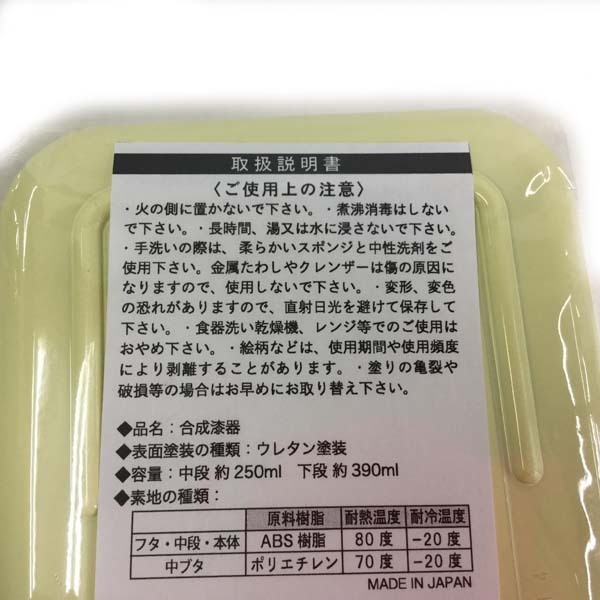 取扱説明書
〈ご使用上の注意〉
・火の側に置かないで下さい。・煮沸消毒はしない
で下さい。・長時間、湯又は水に浸さないで下さい。
・手洗いの際は、柔らかいスポンジと中性洗剤をご
使用下さい。金属たわしやクレンザーは傷の原因に
なりますので、使用しないで下さい。・変形、変色
の恐れがありますので、直射日光を避けて保存して
下さい。・食器洗い乾燥機、レンジ等でのご使用は
おやめ下さい。・絵柄などは、使用期間や使用頻度
により剥離することがあります。・塗りの亀裂や
破損等の場合はお早めにお取り替え下さい。
◆品名：合成漆器
◆表面塗装の種類：ウレタン塗装
◆容量：中段 約250ml 下段 約390ml
◆素地の種類：
原料樹脂 耐熱温度 耐冷温度
フタ・中段・本体 ABS 樹脂 80 度 −20 度
中ブタ ポリエチレン 70 度 −20 度
MADE IN JAPAN